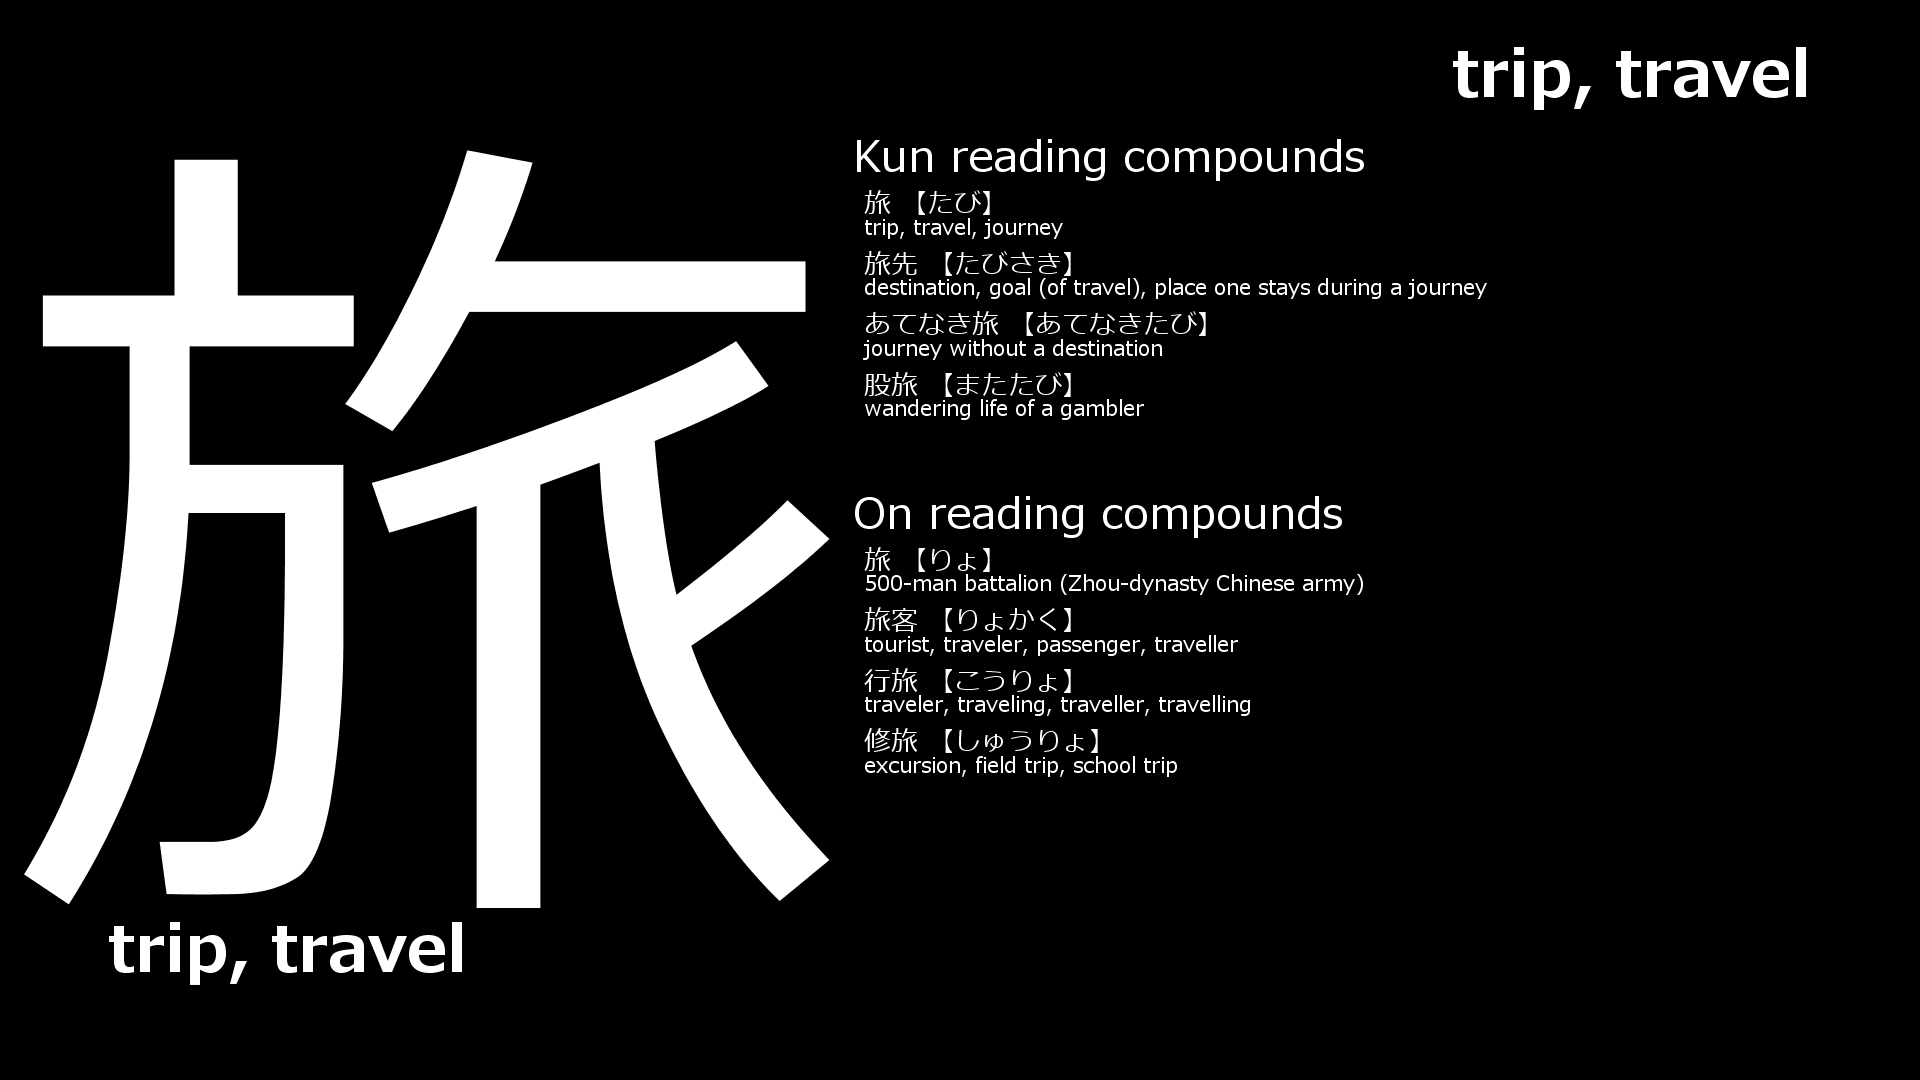 trip, travel
旅
Kun reading compounds
旅 【たび】
trip, travel, journey
旅先 【たびさき】
destination, goal (of travel), place one stays during a journey
あてなき旅 【あてなきたび】
journey without a destination
股旅 【またたび】
wandering life of a gambler
On reading compounds
旅 【りょ】
500-man battalion (Zhou-dynasty Chinese army)
旅客 【りょかく】
tourist, traveler, passenger, traveller
行旅 【こうりょ】
traveler, traveling, traveller, travelling
修旅 【しゅうりょ】
excursion, field trip, school trip
trip, travel